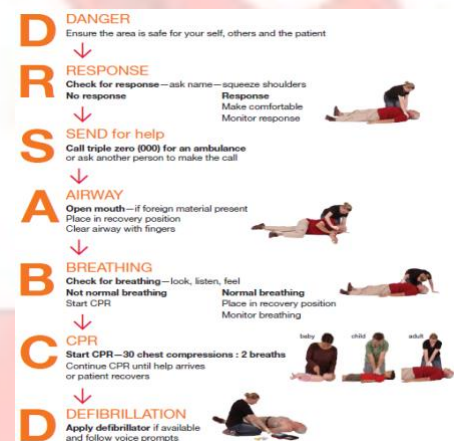 D
DANGER
Ensure the area is safe for your self, others and the patient
R
RESPONSE
Check for response—ask name—squeeze shoulders
No response
Response
Make comfortable
Monitor response
S
SEND for help
Call triple zero (000) for an ambulance
or ask another person to make the call
A
AIRWAY
Open mouth—if foreign material present
Place in recovery position
Clear airway with fingers
B
BREATHING
Check for breathing—look, listen, feel
Not normal breathing
Start CPR
Normal breathing
Place in recovery position
Monitor breathing
C
CPR
Start CPR—30 chest compressions : 2 breaths
Continue CPR until help arrives
or patient recovers
baby child adult
D
DEFIBRILLATION
Apply defibrillator if available
and follow voice prompts